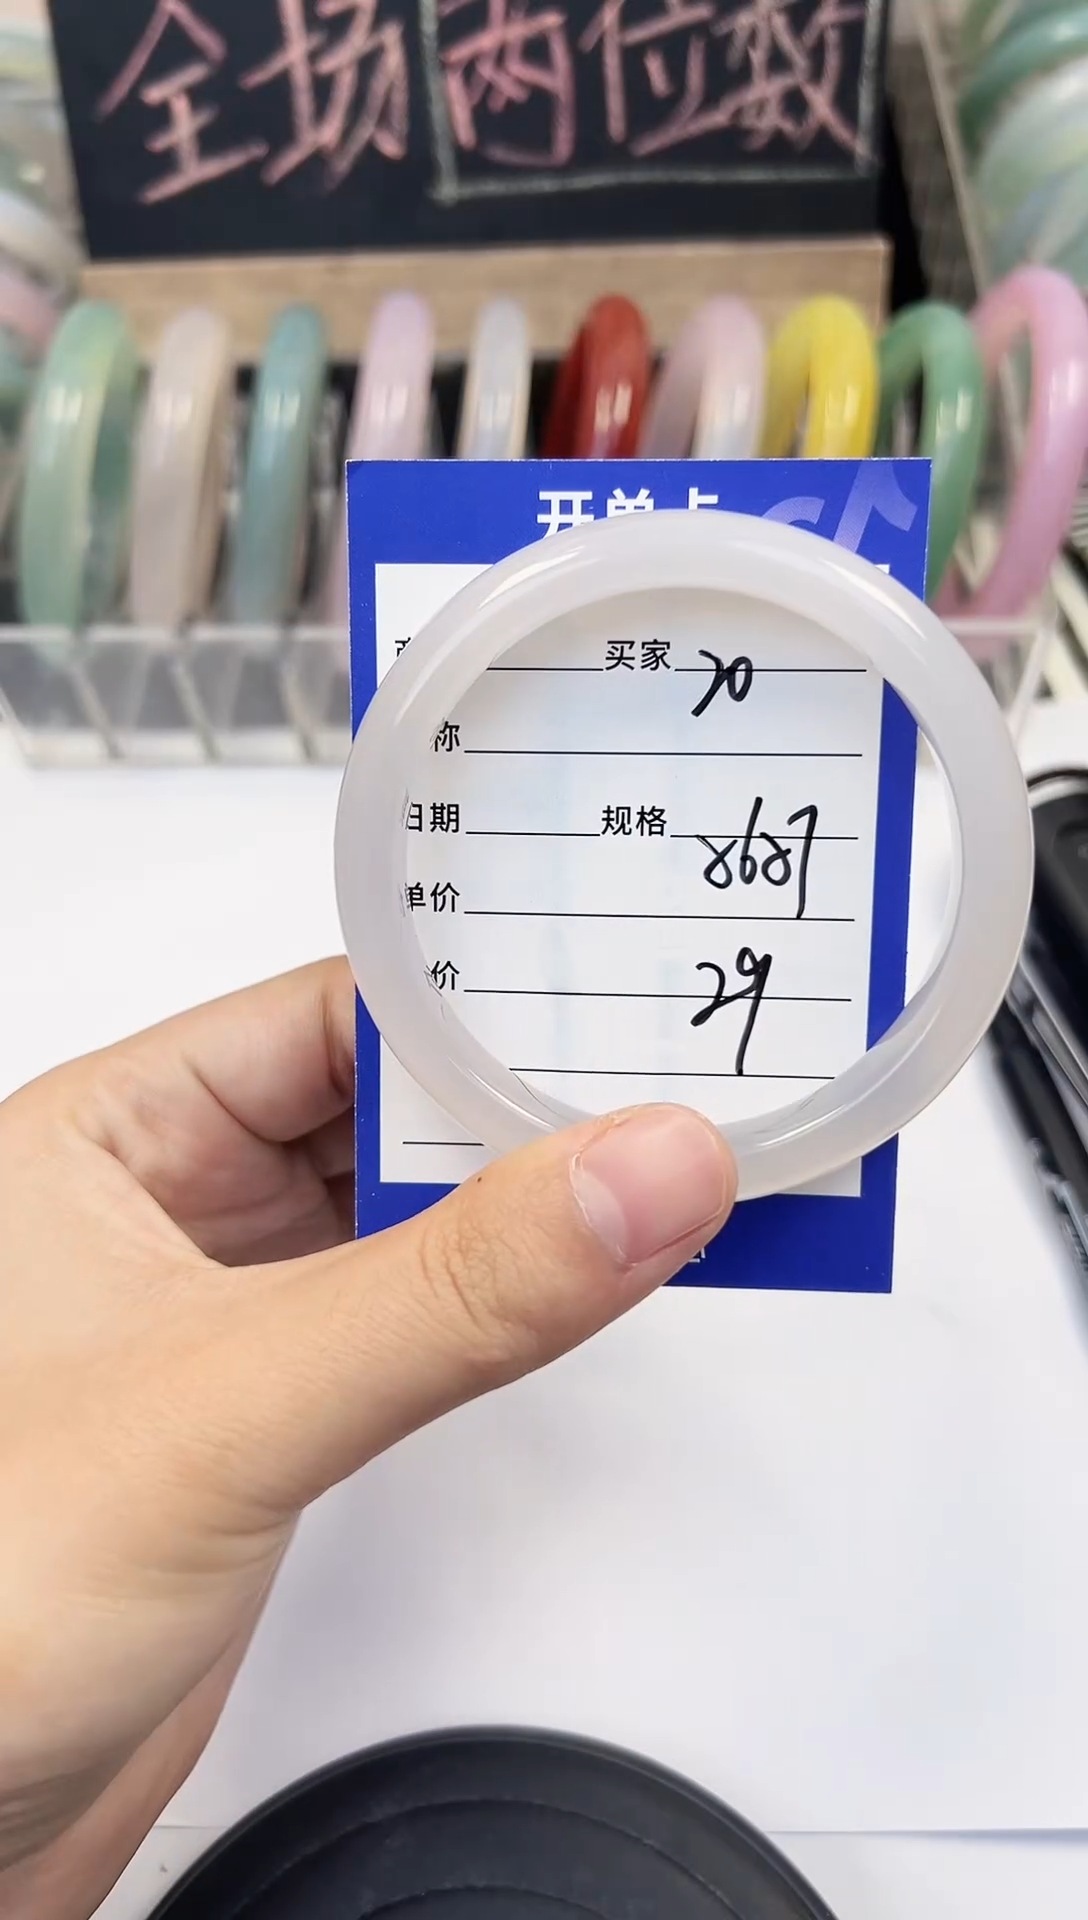 全场两位数
开单卡
买家 20
称
日期 规格 8687
单价
价 29